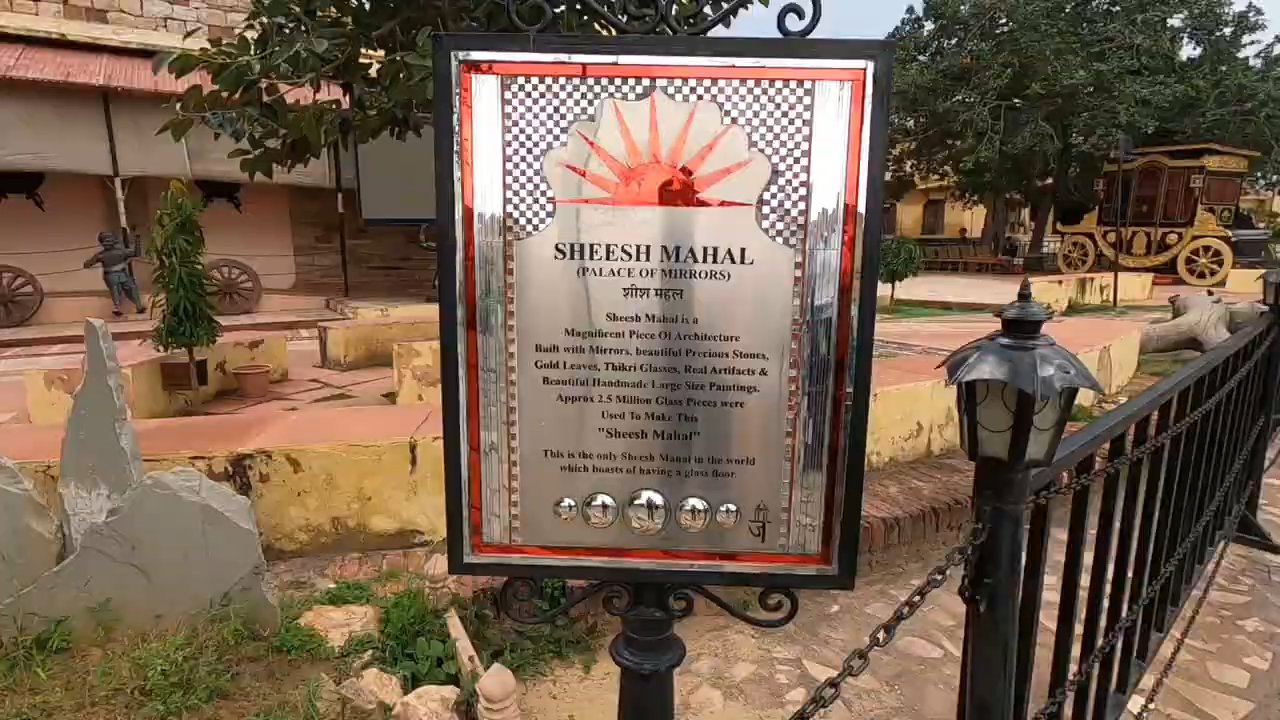 SHEESH MAHAL
(PALACE OF MIRRORS)
शीश महल
Sheesh Mahal is a
Magnificent Piece Of Architecture
Built with Mirrors, beautiful Precious Stones,
Gold Leaves, Thikri Glasses, Real Artifacts &
Beautiful Handmade Large Size Paintings.
Approx 2.5 Million Glass Pieces were
Used To Make This
"Sheesh Mahal"
This is the only Sheesh Mahal in the world
which boasts of having a glass floor.